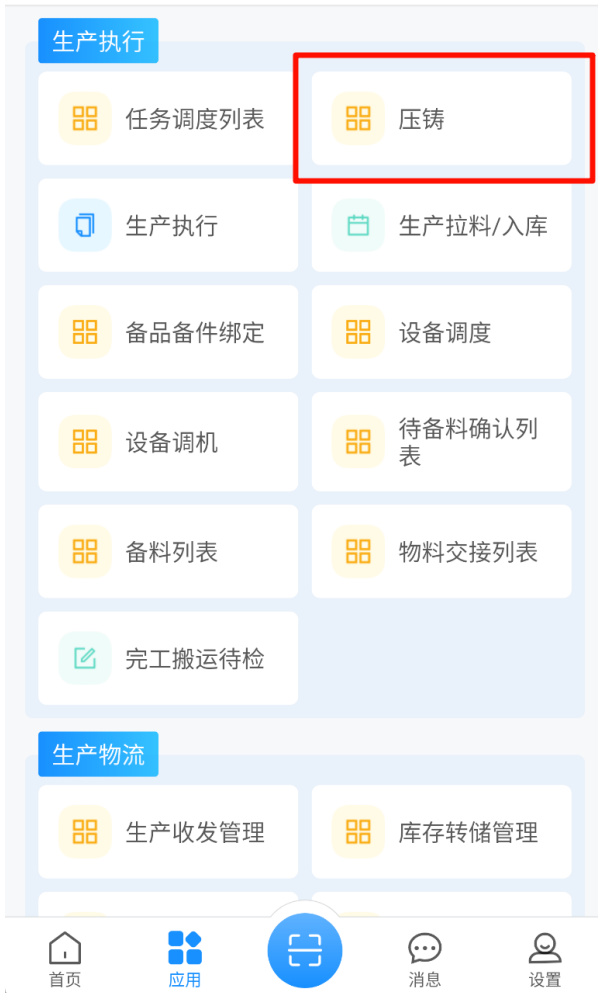 生产执行
任务调度列表
压铸
生产执行
生产拉料/入库
备品备件绑定
设备调度
设备调机
待备料确认列
表
备料列表
物料交接列表
完工搬运待检
生产物流
生产收发管理
库存转储管理
首页
应用
消息
设置